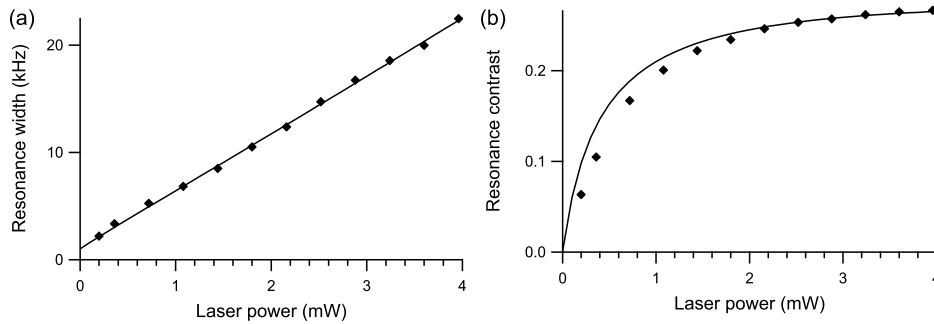 (a)
Resonance width (kHz)
20
10
0
0 1 2 3 4
Laser power (mW)
(b)
Resonance contrast
0.2
0.1
0.0
0 1 2 3 4
Laser power (mW)